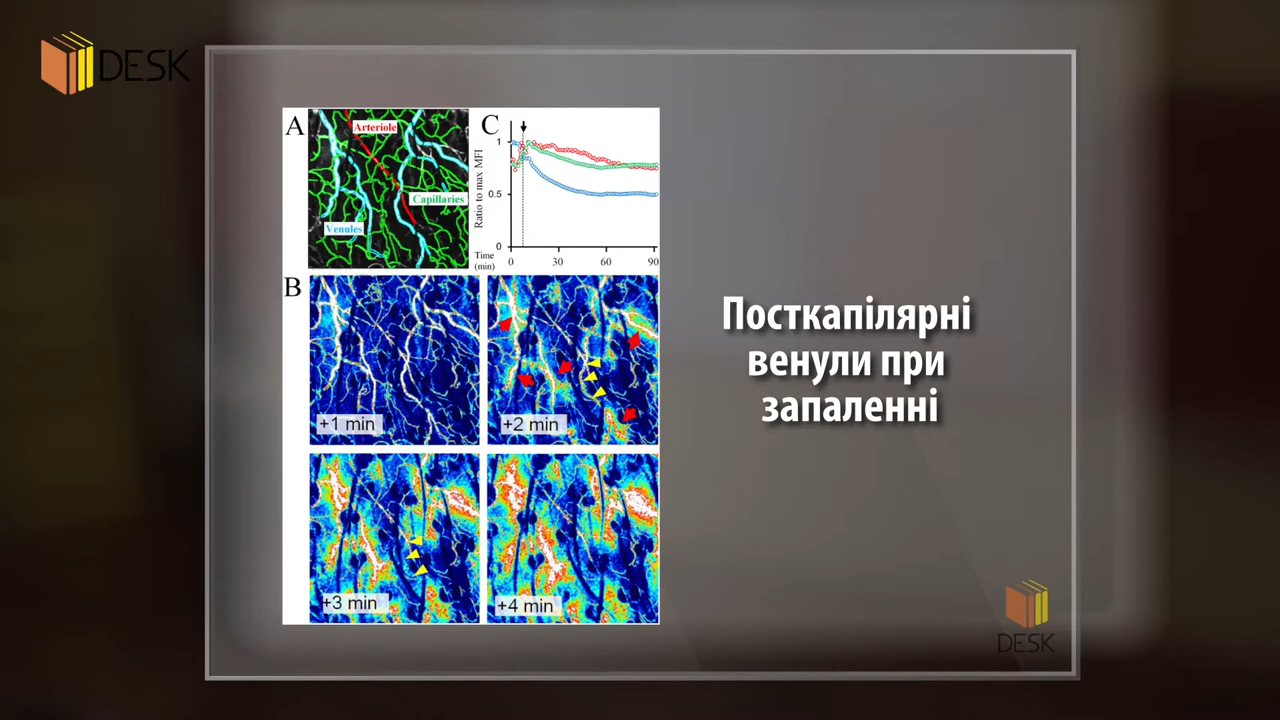 DESK
A
Arteriole
Capillaries
Venules
C
Ratio to max MFI
1
0.5
0
Time
(min)
0 30 60 90
B
+1 min
+2 min
+3 min
+4 min
Посткапілярні
венули при
запаленні
DESK